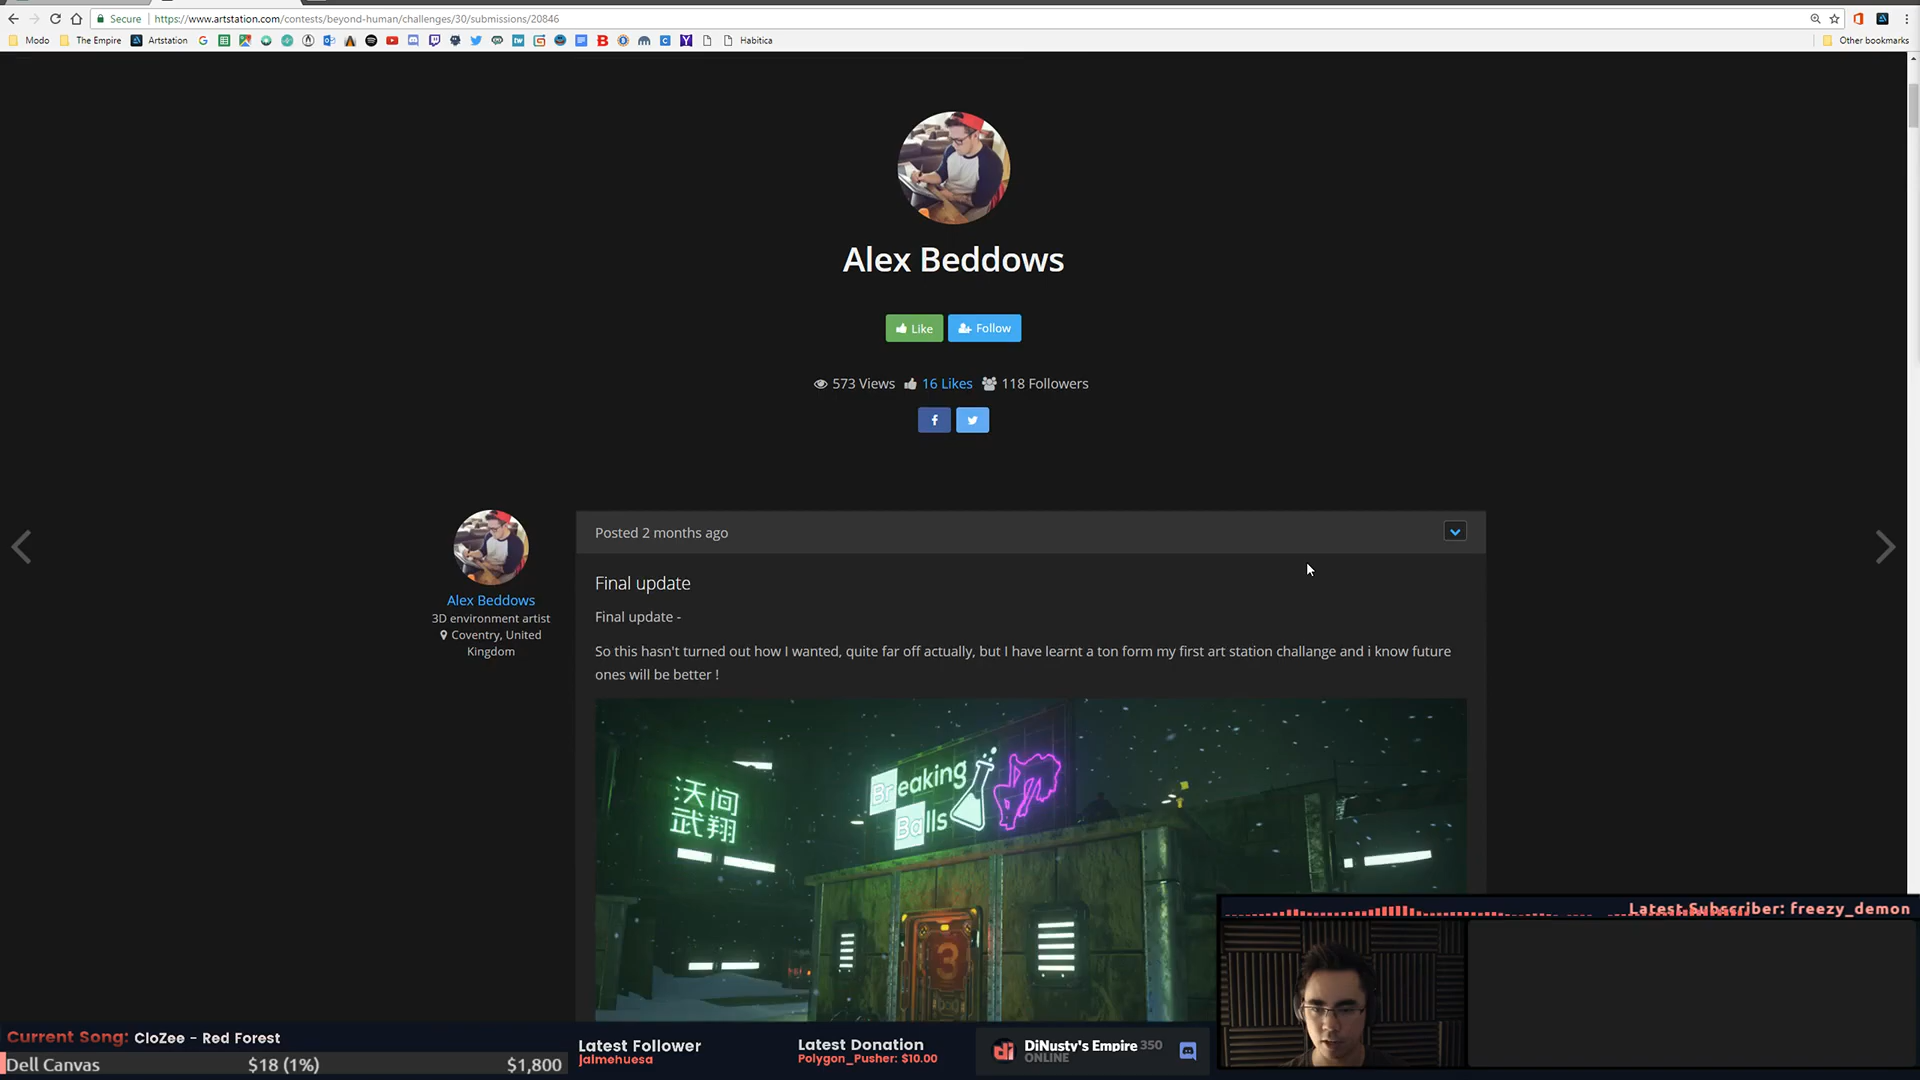 Secure
https://www.artstation.com/contests/beyond-human/challenges/30/submissions/20846
Modo
The Empire
Artstation
Habitica
Other bookmarks
Alex Beddows
Like
Follow
573 Views 16 Likes 118 Followers
Posted 2 months ago
Final update
Final update -
So this hasn't turned out how I wanted, quite far off actually, but I have learnt a ton form my first art station challange and i know future
ones will be better !
Alex Beddows
3D environment artist
Coventry, United
Kingdom
沃间
武翔
Breaking
Balls
3
Latest Subscriber: freezy_demon
Current Song: CloZee - Red Forest
Dell Canvas $18 (1%) $1,800
Latest Follower
jalmehuesa
Latest Donation
Polygon_Pusher: $10.00
DiNusty's Empire 350
ONLINE